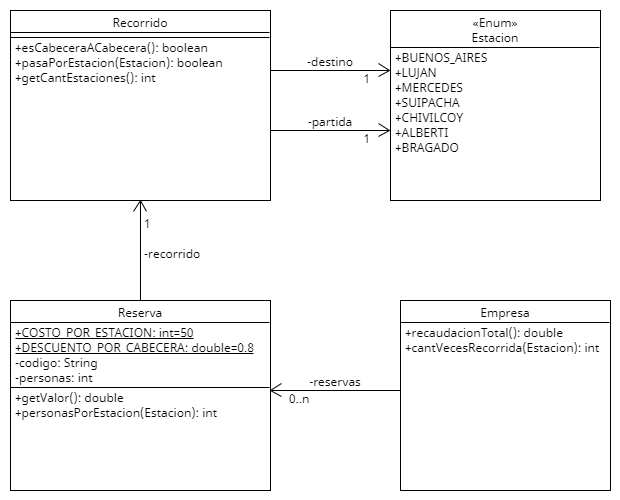 Recorrido
+esCabeceraACabecera(): boolean
+pasaPorEstacion(Estacion): boolean
+getCantEstaciones(): int
«Enum»
Estacion
+BUENOS_AIRES
+LUJAN
+MERCEDES
+SUIPACHA
+CHIVILCOY
+ALBERTI
+BRAGADO
-destino
1
-partida
1
1
-recorrido
Reserva
+COSTO_POR_ESTACION: int=50
+DESCUENTO_POR_CABECERA: double=0.8
-codigo: String
-personas: int
+getValor(): double
+personasPorEstacion(Estacion): int
-reservas
0..n
Empresa
+recaudacionTotal(): double
+cantVecesRecorrida(Estacion): int